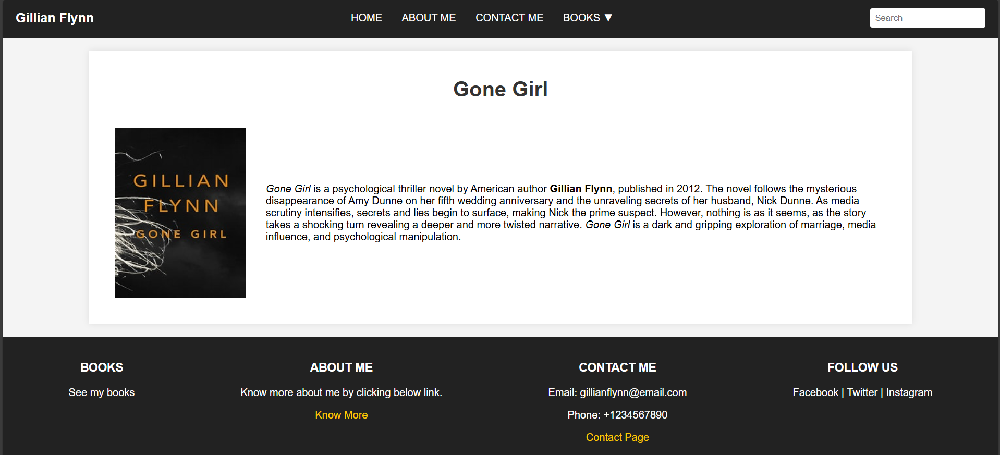 Gillian Flynn
HOME ABOUT ME CONTACT ME BOOKS ▼
Search
Gone Girl
GILLIAN
FLYNN
GONE GIRL
Gone Girl is a psychological thriller novel by American author Gillian Flynn, published in 2012. The novel follows the mysterious
disappearance of Amy Dunne on her fifth wedding anniversary and the unraveling secrets of her husband, Nick Dunne. As media
scrutiny intensifies, secrets and lies begin to surface, making Nick the prime suspect. However, nothing is as it seems, as the story
takes a shocking turn revealing a deeper and more twisted narrative. Gone Girl is a dark and gripping exploration of marriage, media
influence, and psychological manipulation.
BOOKS
See my books
ABOUT ME
Know more about me by clicking below link.
Know More
CONTACT ME
Email: gillianflynn@email.com
Phone: +1234567890
Contact Page
FOLLOW US
Facebook | Twitter | Instagram